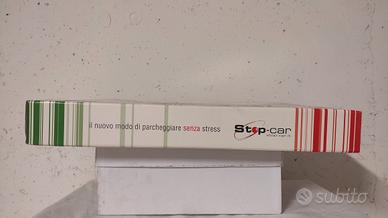 il nuovo modo di parcheggiare senza stress
Stop-car
subito